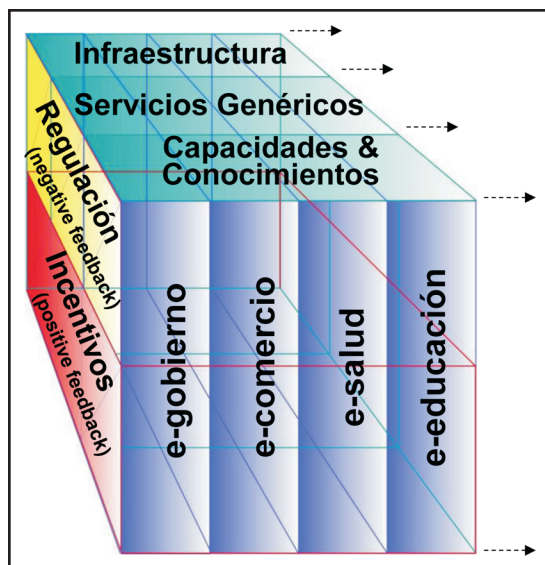 Infraestructura
Servicios Genéricos
Capacidades &
Conocimientos
Regulación
(negative feedback)
Incentivos
(positive feedback)
e-gobierno
e-comercio
e-salud
e-educación